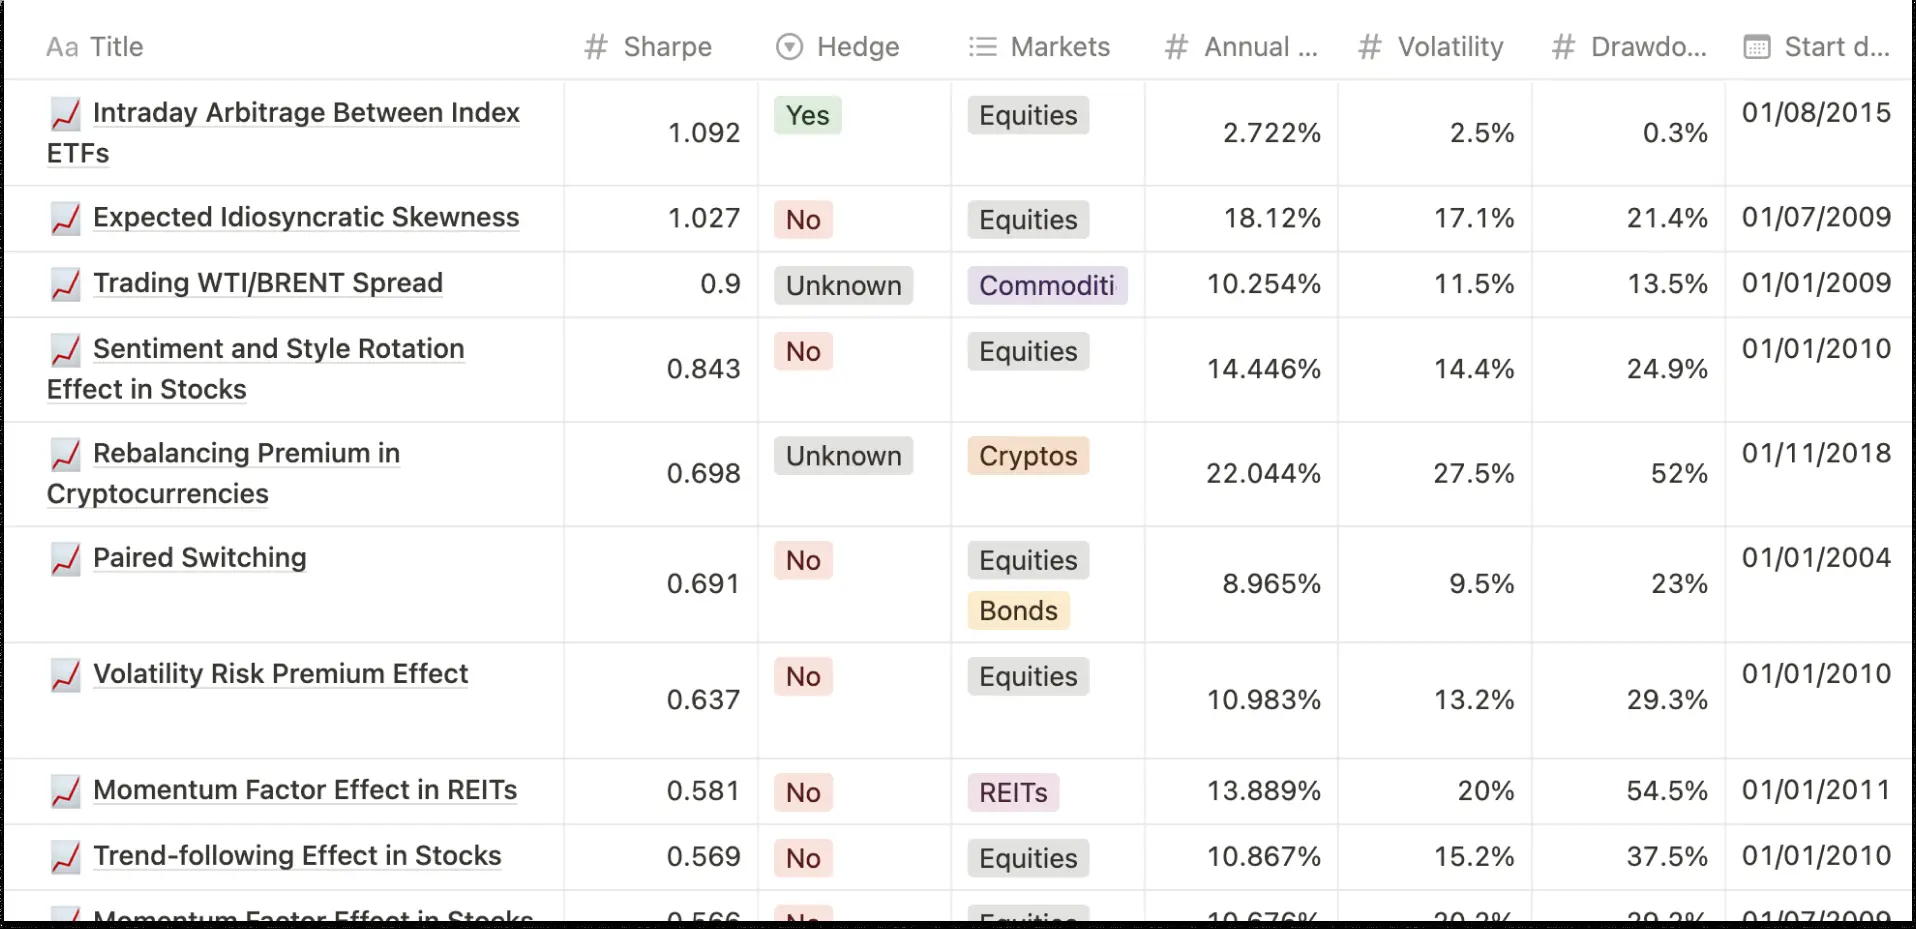 Aa Title # Sharpe Hedge Markets # Annual ... # Volatility # Drawdo... Start d...
Intraday Arbitrage Between Index
ETFs 1.092 Yes Equities 2.722% 2.5% 0.3% 01/08/2015
Expected Idiosyncratic Skewness 1.027 No Equities 18.12% 17.1% 21.4% 01/07/2009
Trading WTI/BRENT Spread 0.9 Unknown Commoditi 10.254% 11.5% 13.5% 01/01/2009
Sentiment and Style Rotation
Effect in Stocks 0.843 No Equities 14.446% 14.4% 24.9% 01/01/2010
Rebalancing Premium in
Cryptocurrencies 0.698 Unknown Cryptos 22.044% 27.5% 52% 01/11/2018
Paired Switching 0.691 No Equities 8.965% 9.5% 23% 01/01/2004
Bonds
Volatility Risk Premium Effect 0.637 No Equities 10.983% 13.2% 29.3% 01/01/2010
Momentum Factor Effect in REITs 0.581 No REITs 13.889% 20% 54.5% 01/01/2011
Trend-following Effect in Stocks 0.569 No Equities 10.867% 15.2% 37.5% 01/01/2010
Momentum Factor Effect in Stocks No Equities 01/07/2009